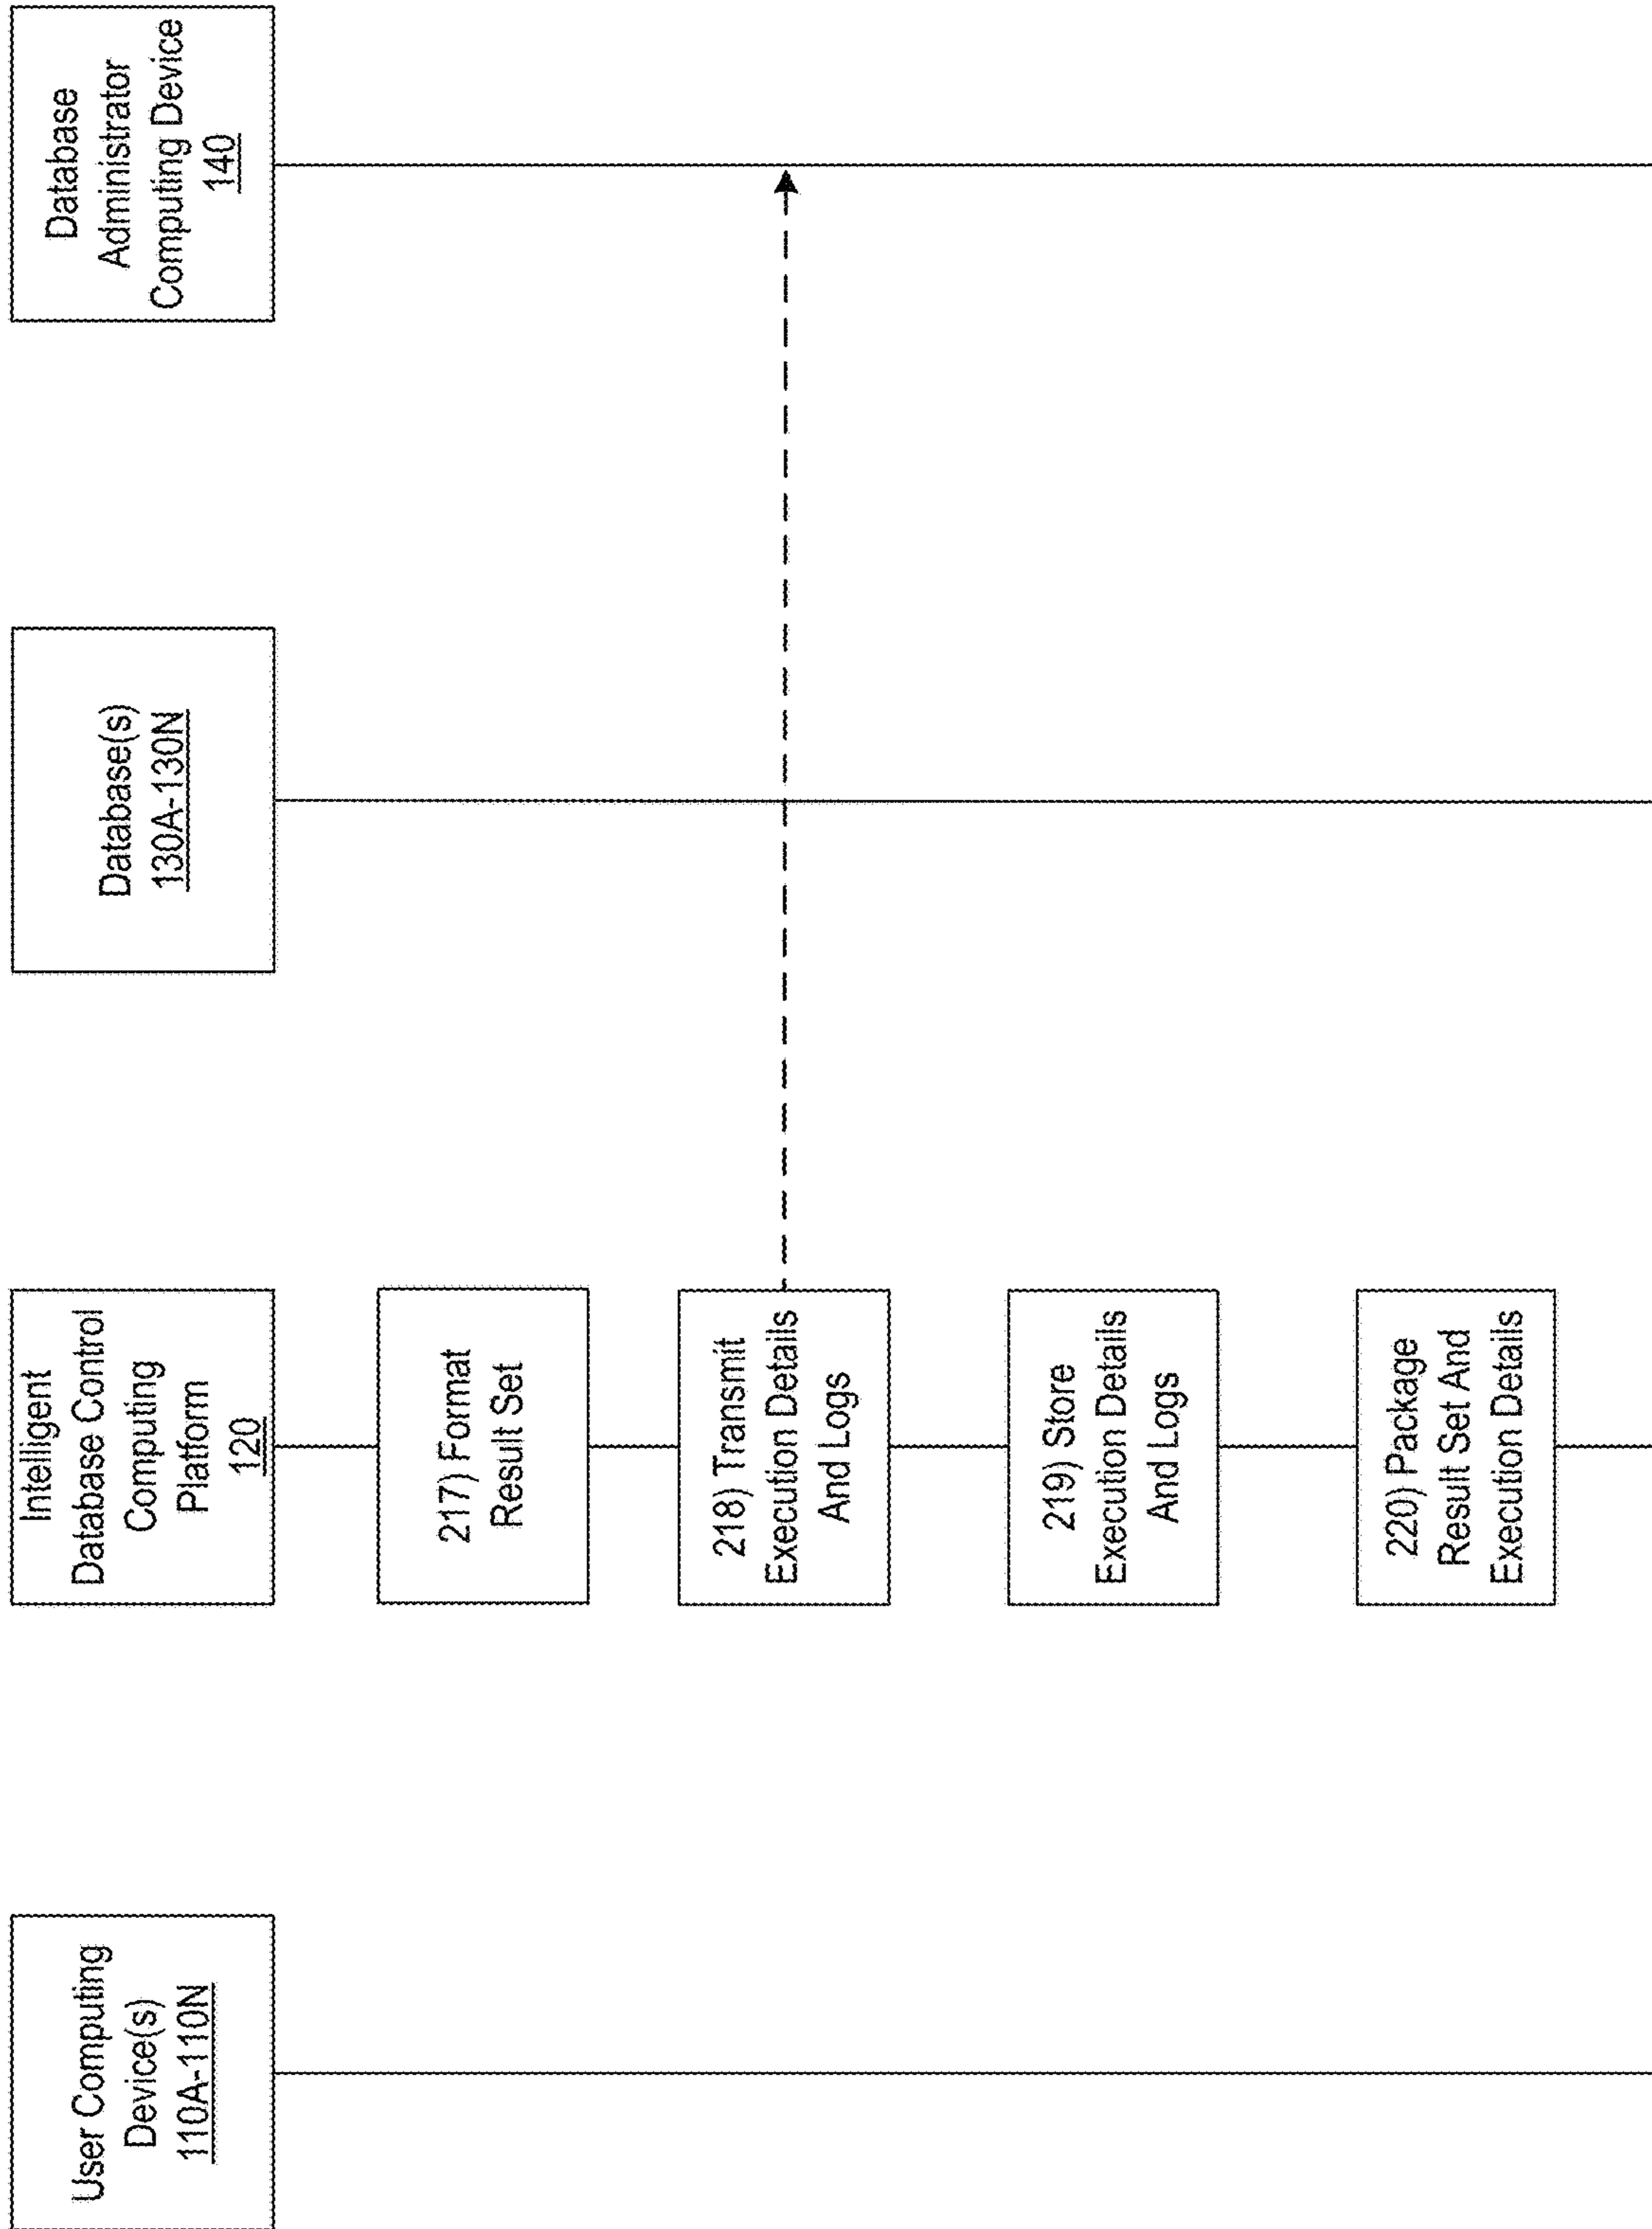 User Computing
Device(s)
110A-110N
Intelligent
Database Control
Computing
Platform
120
Database(s)
130A-130N
Database
Administrator
Computing Device
140
217) Format
Result Set
218) Transmit
Execution Details
And Logs
219) Store
Execution Details
And Logs
220) Package
Result Set And
Execution Details